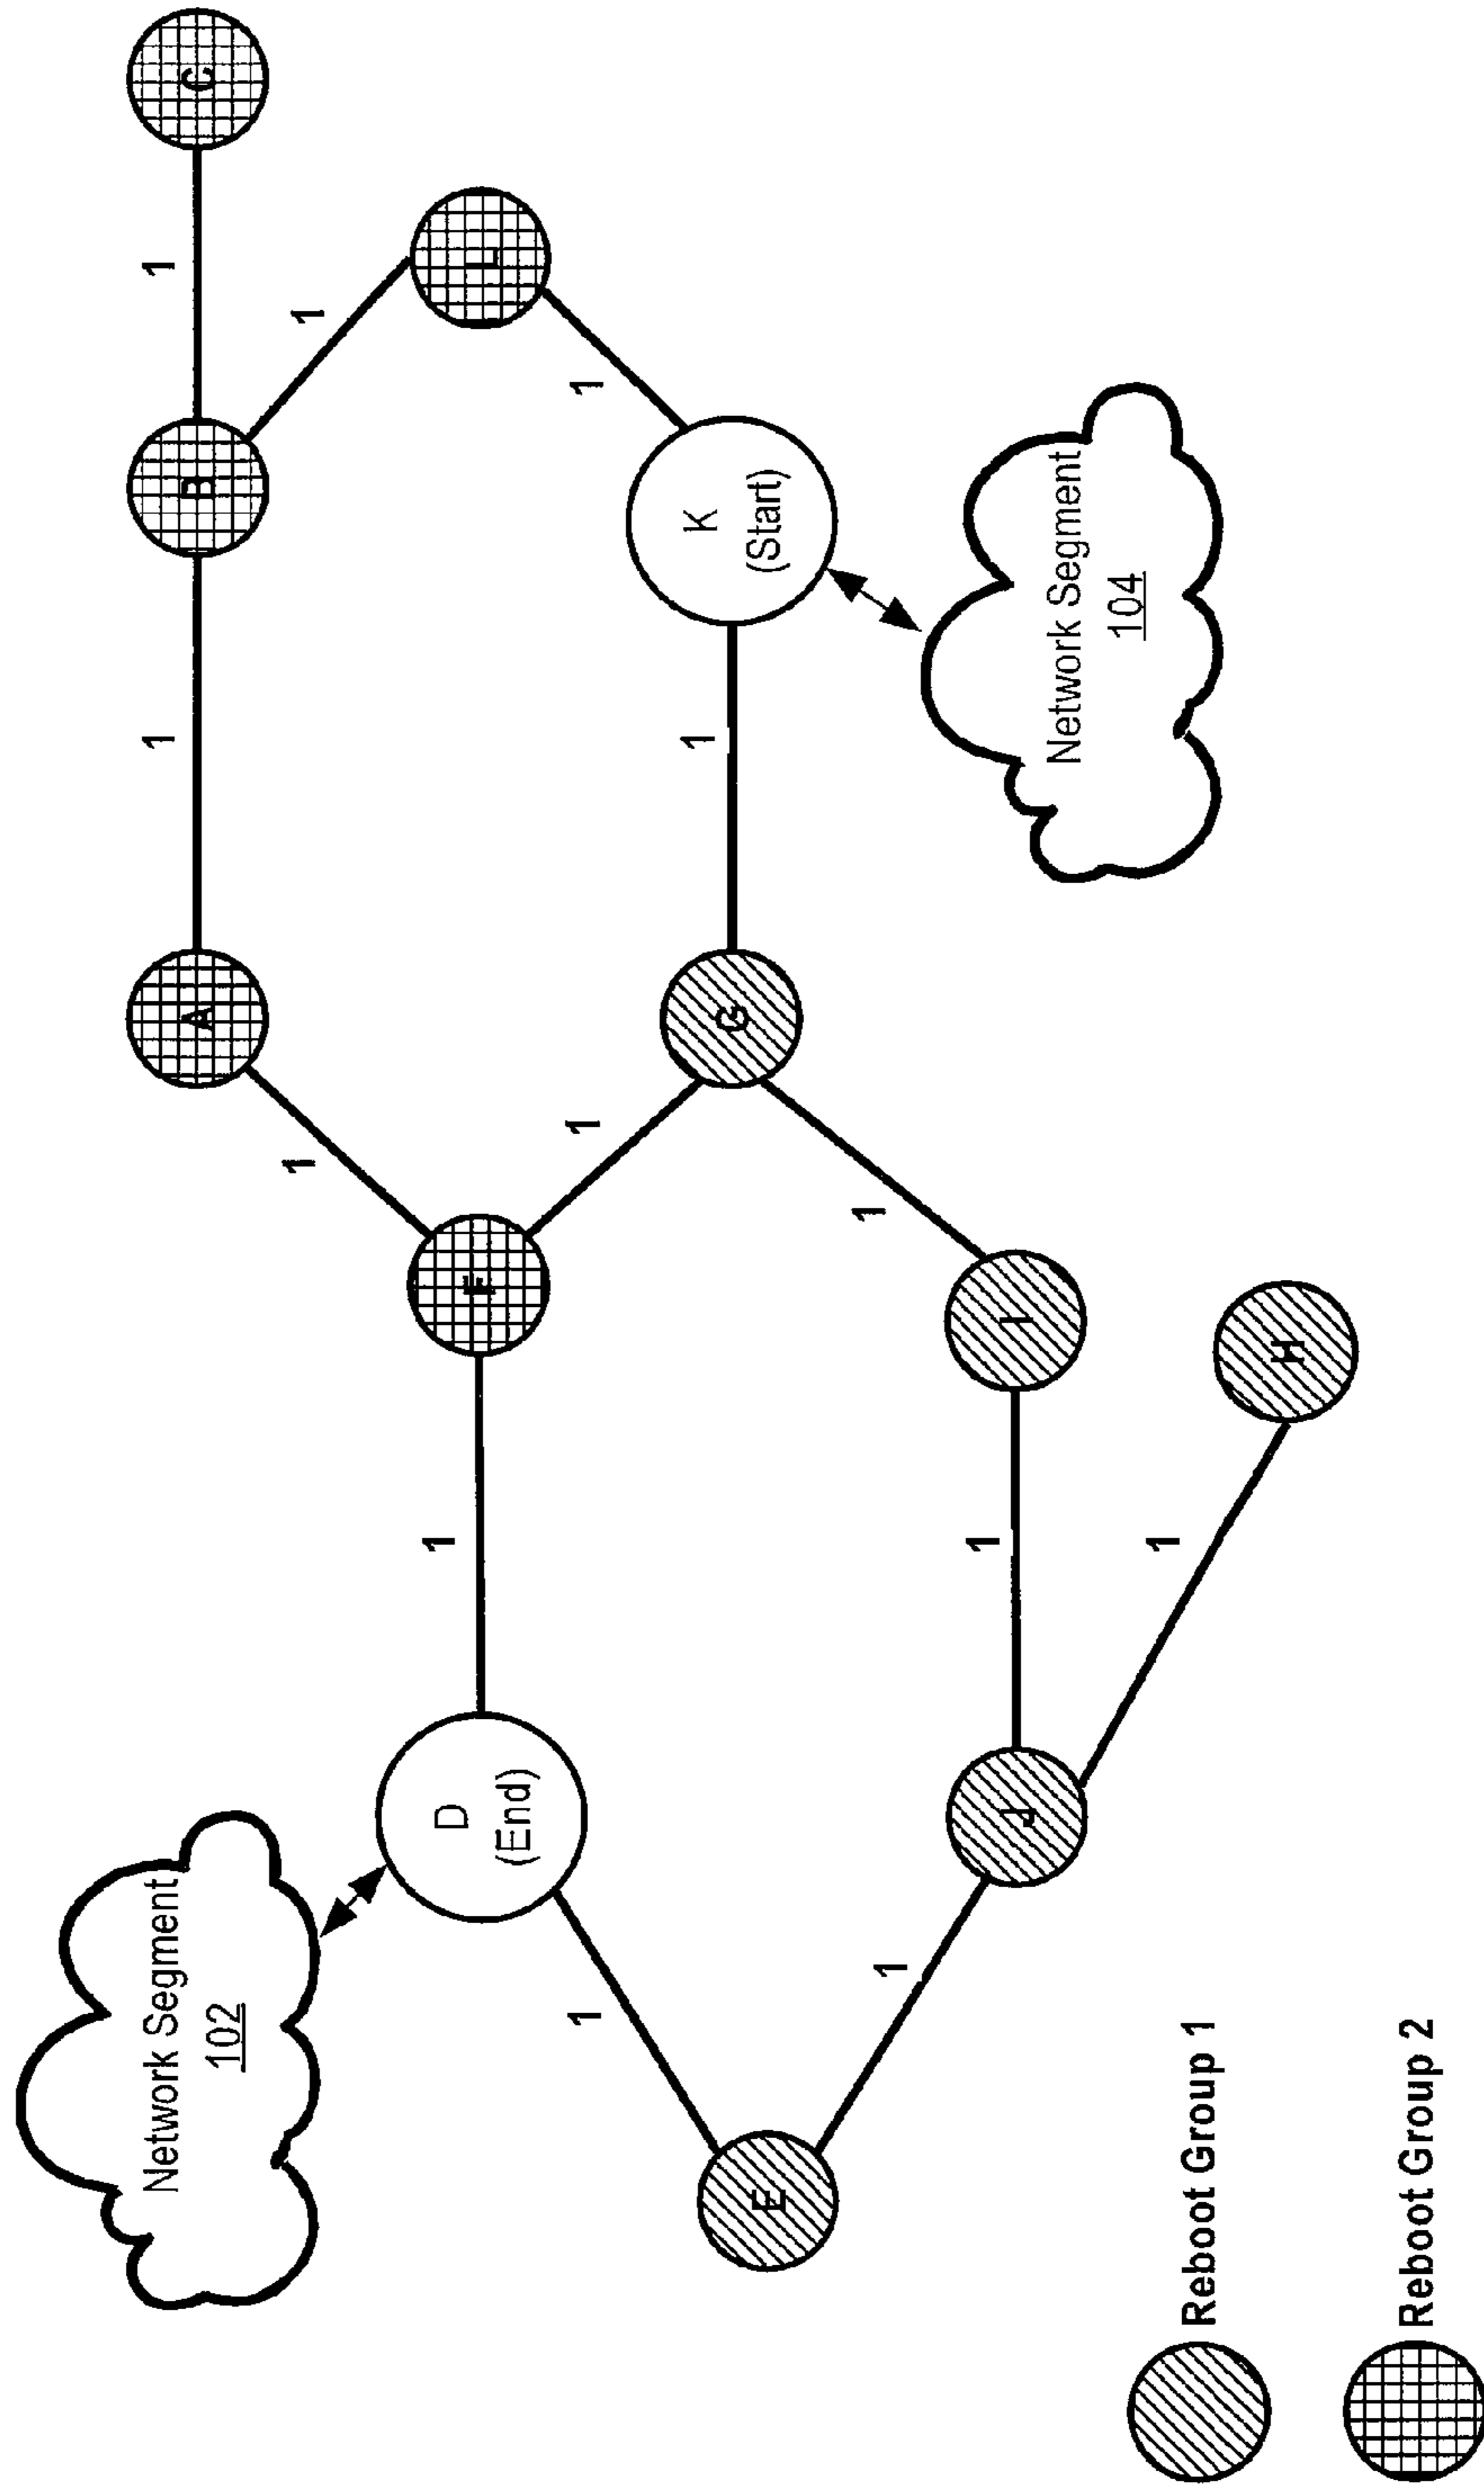 Network Segment
102
1
1
A
B
C
1
1
D
(End)
1
F
L
1
1
1
K
(Start)
1
G
E
1
1
1
J
I
Network Segment
104
1
H
Reboot Group 1
Reboot Group 2